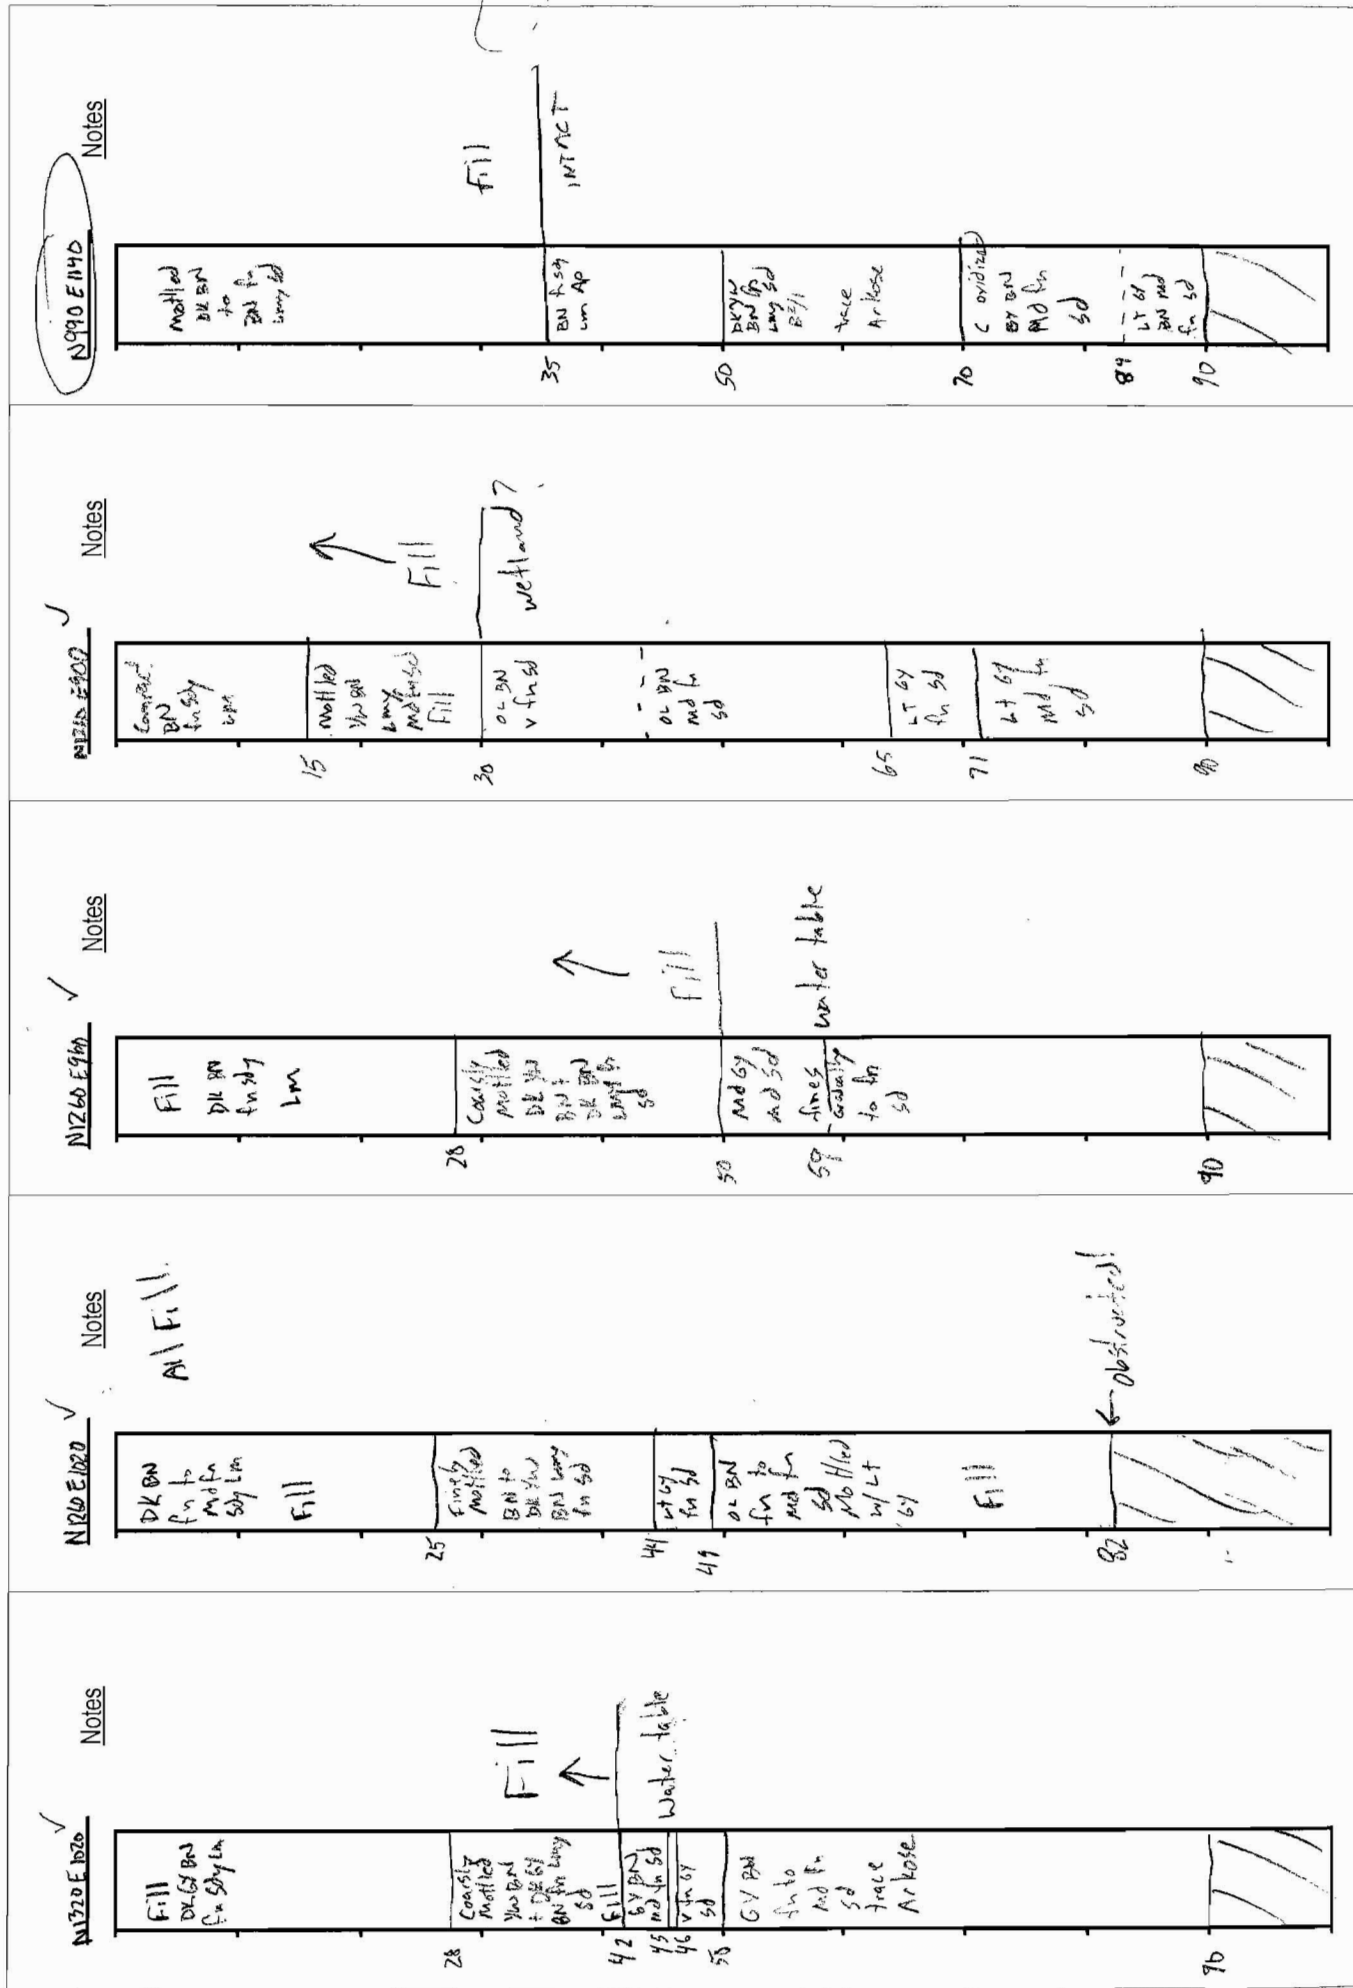 N1320 E1020
Notes
Fill
DK GY BN
fn sdy Lm
28
Coarsly
Mottled
YW BN
+ DK GY
BN fn Lmy
sd
Fill
Fill
42
GY BN
md fn sd
Water table
45
46
V fn GY
sd
50
GY BN
fn to
md fn
sd
trace
Arkose
90
N1260 E1020
Notes
All Fill.
DK BN
fn to
md fn
sdy Lm
Fill
25
Finely
Mottled
BN to
DK YW
BN Lmy
fn sd
44
Lt GY
fn sd
49
OL BN
fn to
md fn
sd
Mottled
w/ Lt
GY
Fill
82
Obstructed!
N1260 E960
Notes
Fill
DK BN
fn sdy
Lm
28
Coarsly
Mottled
DK YW
BN +
DK BN
Lmy fn
sd
Fill
50
Md GY
md sd
fines
gradually
to fn
sd
59
water table
90
N1260 E900
Notes
Compact
BN
fn sdy
Lm
15
Mottled
YW BN
Lmy
Md fn sd
Fill
Fill
30
Wetland?
OL BN
v fn sd
OL BN
md fn
sd
65
LT GY
fn sd
71
Lt GY
Md fn
sd
90
N990 E1140
Notes
Mottled
DK BN
to
BN fn
Lmy sd
Fill
35
INTACT
BN fn sdy
Lm Ap
50
DK YW
BN fn
Lmy sd
trace
Arkose
70
C oxidized
GY BN
Md fn
sd
LT GY
BN md
fn sd
90